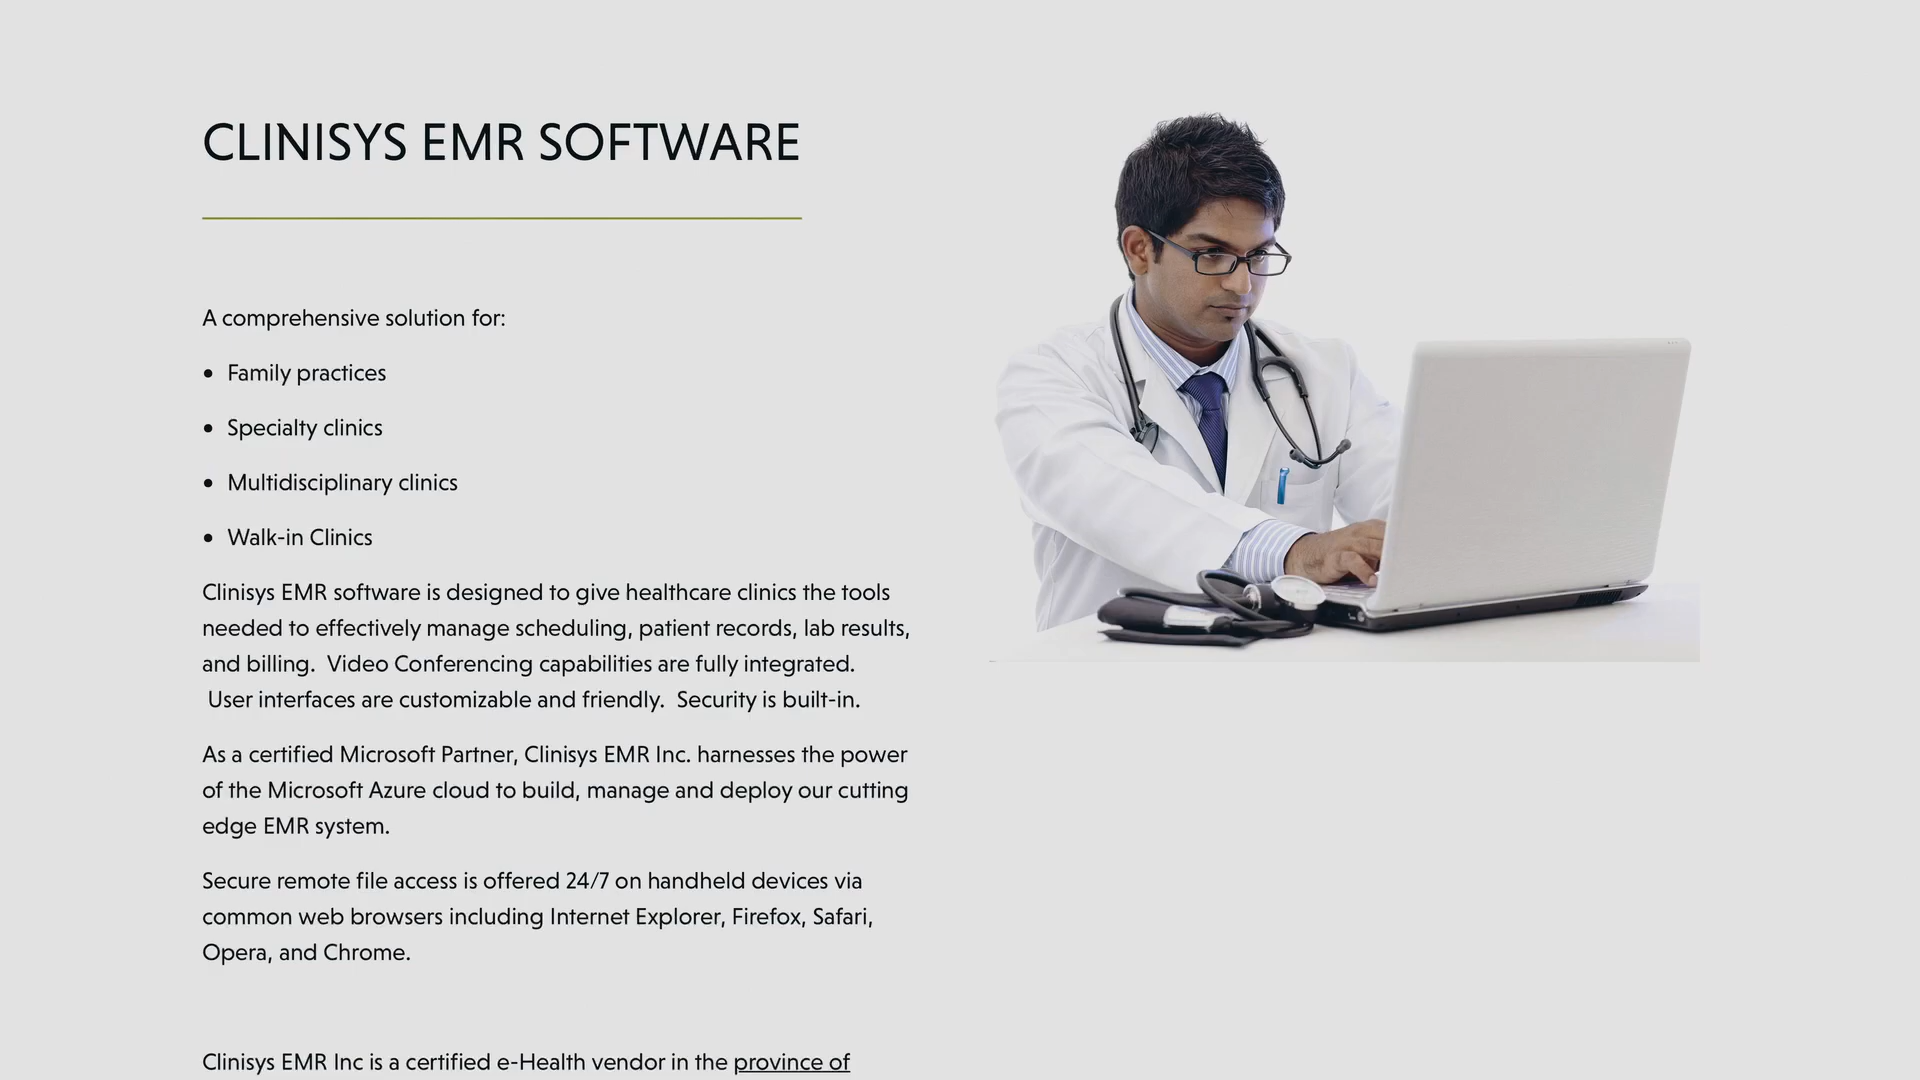 CLINISYS EMR SOFTWARE
A comprehensive solution for:
• Family practices
• Specialty clinics
• Multidisciplinary clinics
• Walk-in Clinics
Clinisys EMR software is designed to give healthcare clinics the tools
needed to effectively manage scheduling, patient records, lab results,
and billing.  Video Conferencing capabilities are fully integrated.
User interfaces are customizable and friendly.  Security is built-in.
As a certified Microsoft Partner, Clinisys EMR Inc. harnesses the power
of the Microsoft Azure cloud to build, manage and deploy our cutting
edge EMR system.
Secure remote file access is offered 24/7 on handheld devices via
common web browsers including Internet Explorer, Firefox, Safari,
Opera, and Chrome.
Clinisys EMR Inc is a certified e-Health vendor in the province of